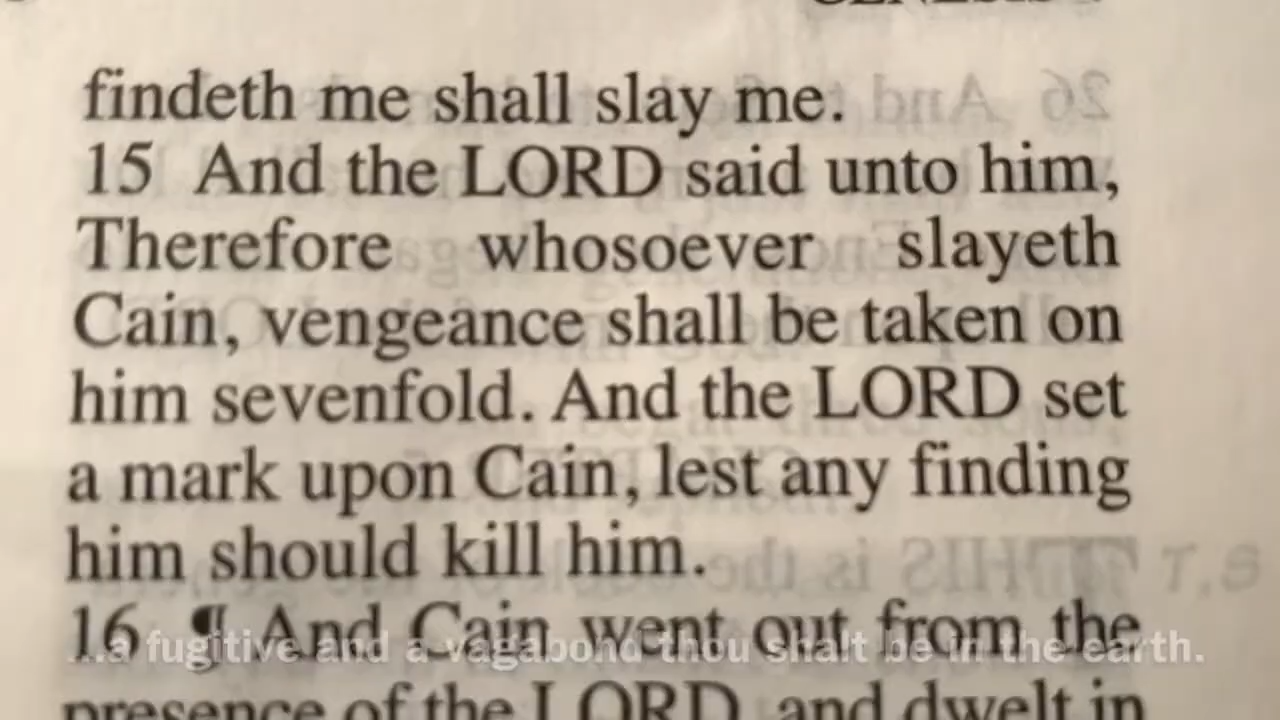 findeth me shall slay me.
15 And the LORD said unto him,
Therefore whosoever slayeth
Cain, vengeance shall be taken on
him sevenfold. And the LORD set
a mark upon Cain, lest any finding
him should kill him.
16 ¶ And Cain went out from the
...a fugitive and a vagabond thou shalt be in the earth.
presence of the LORD, and dwelt in